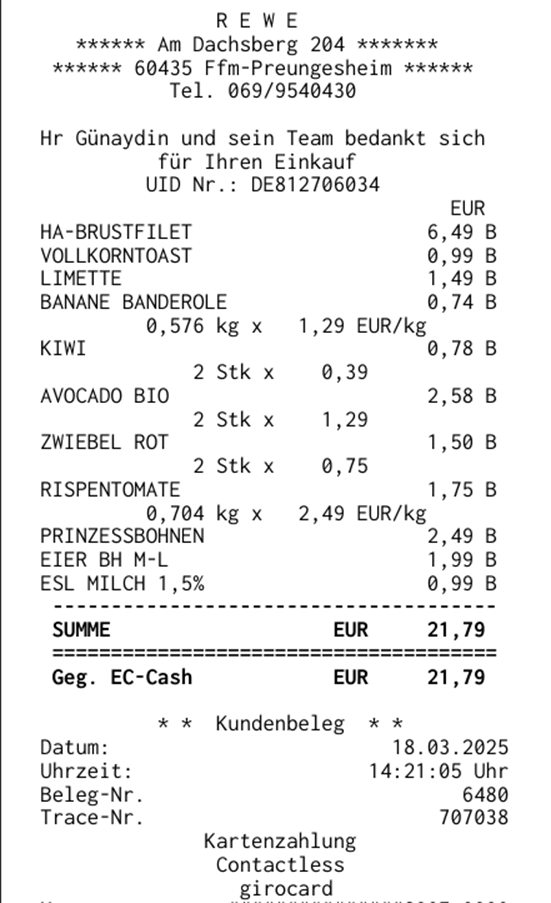 R E W E
****** Am Dachsberg 204 *******
****** 60435 Ffm-Preungesheim ******
Tel. 069/9540430
Hr Günaydin und sein Team bedankt sich
für Ihren Einkauf
UID Nr.: DE812706034
EUR
HA-BRUSTFILET 6,49 B
VOLLKORNTOAST 0,99 B
LIMETTE 1,49 B
BANANE BANDEROLE 0,74 B
0,576 kg x 1,29 EUR/kg
KIWI 0,78 B
2 Stk x 0,39
AVOCADO BIO 2,58 B
2 Stk x 1,29
ZWIEBEL ROT 1,50 B
2 Stk x 0,75
RISPENTOMATE 1,75 B
0,704 kg x 2,49 EUR/kg
PRINZESSBOHNEN 2,49 B
EIER BH M-L 1,99 B
ESL MILCH 1,5% 0,99 B
--------------------------------------
SUMME EUR 21,79
======================================
Geg. EC-Cash EUR 21,79
* * Kundenbeleg * *
Datum: 18.03.2025
Uhrzeit: 14:21:05 Uhr
Beleg-Nr. 6480
Trace-Nr. 707038
Kartenzahlung
Contactless
girocard